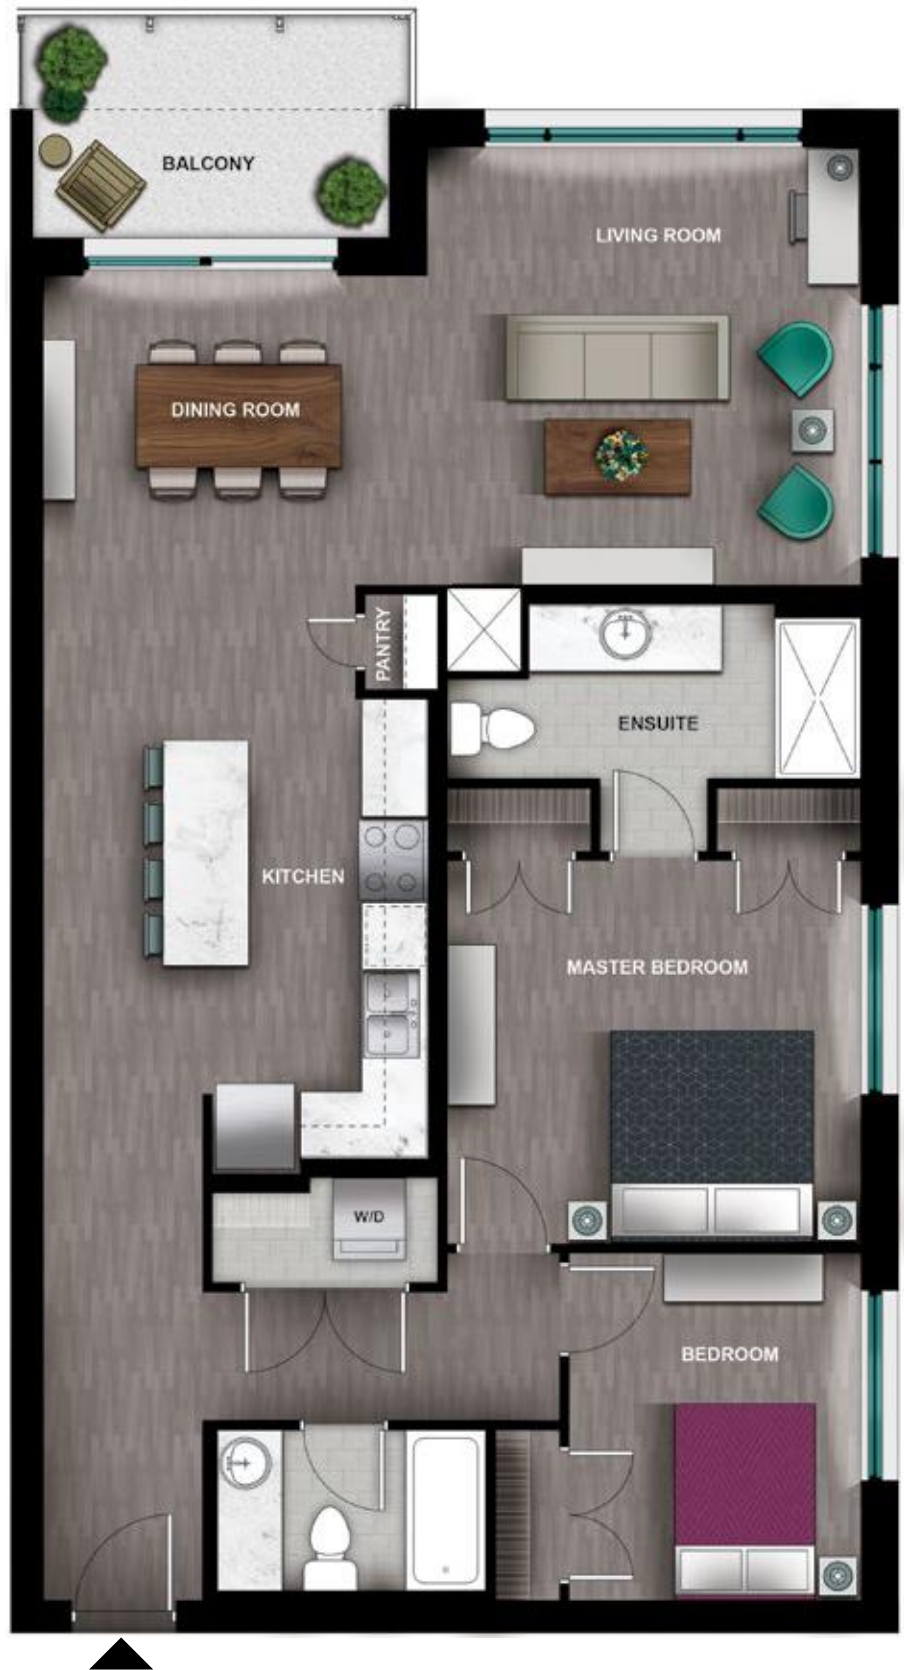 BALCONY
LIVING ROOM
DINING ROOM
PANTRY
ENSUITE
KITCHEN
MASTER BEDROOM
W/D
BEDROOM